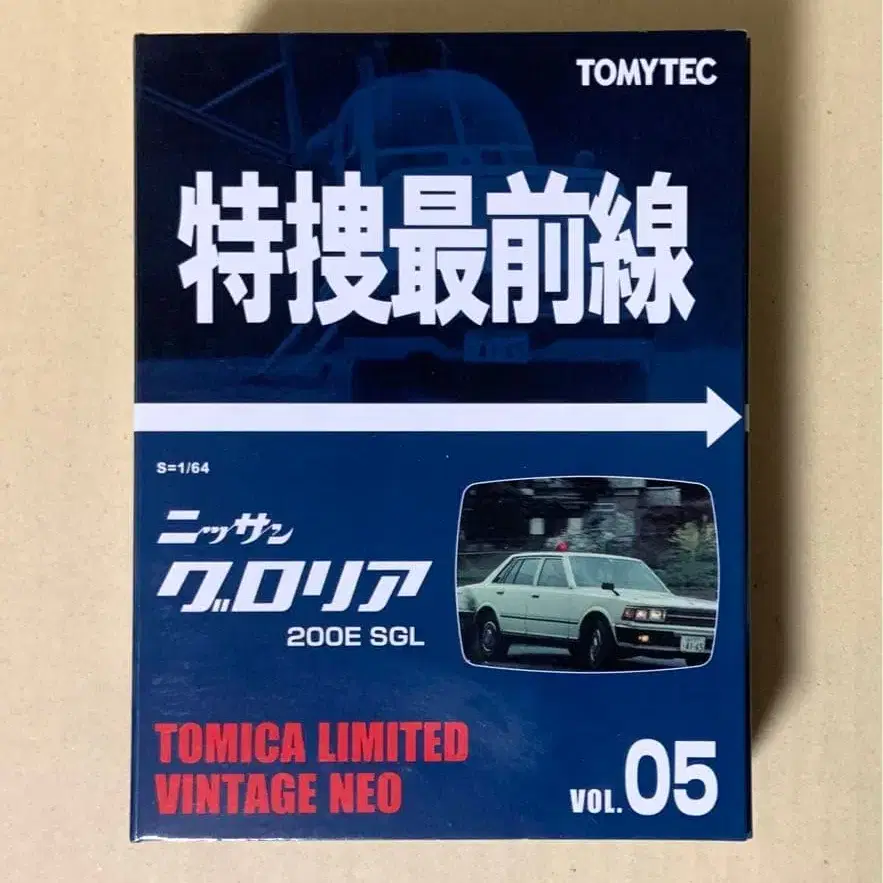 TOMYTEC
特捜最前線
S=1/64
ニッサン
グロリア
200E SGL
TOMICA LIMITED
VINTAGE NEO
VOL.05